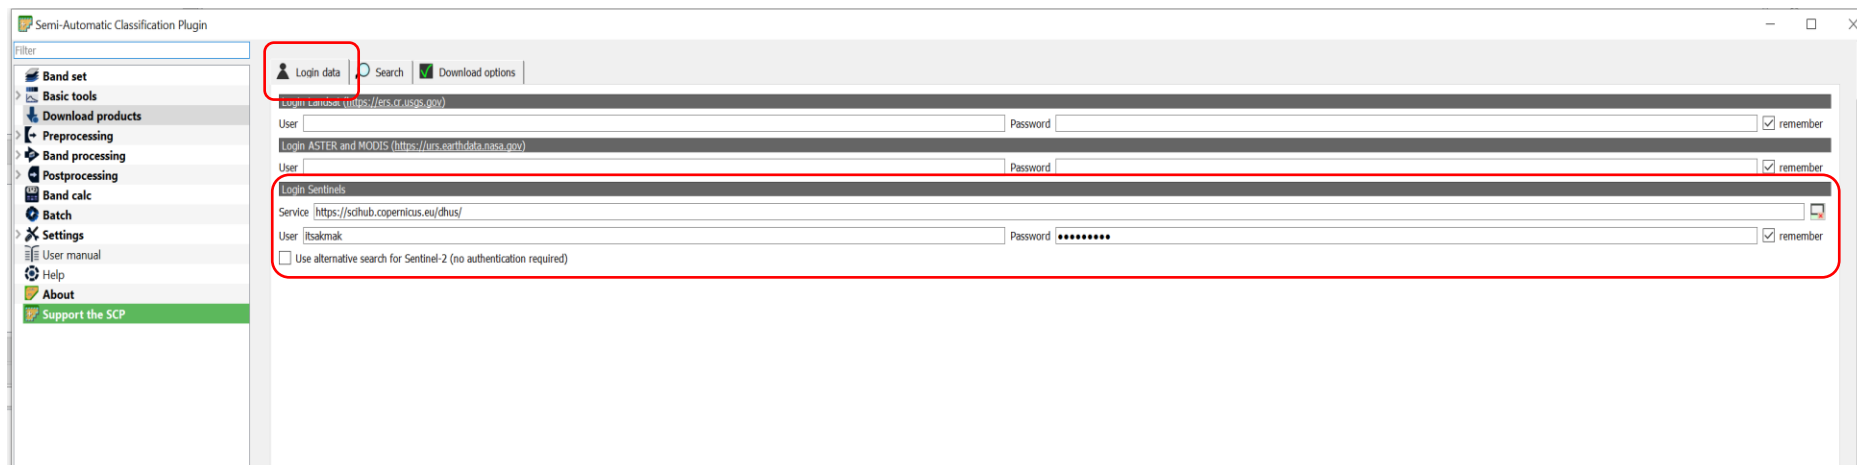 Semi-Automatic Classification Plugin
Filter
Band set
Basic tools
Download products
Preprocessing
Band processing
Postprocessing
Band calc
Batch
Settings
User manual
Help
About
Support the SCP
Login data Search Download options
Login Landsat (https://ers.cr.usgs.gov)
User Password remember
Login ASTER and MODIS (https://urs.earthdata.nasa.gov)
User Password remember
Login Sentinels
Service https://scihub.copernicus.eu/dhus/
User itsakmak Password ●●●●●●●●● remember
Use alternative search for Sentinel-2 (no authentication required)